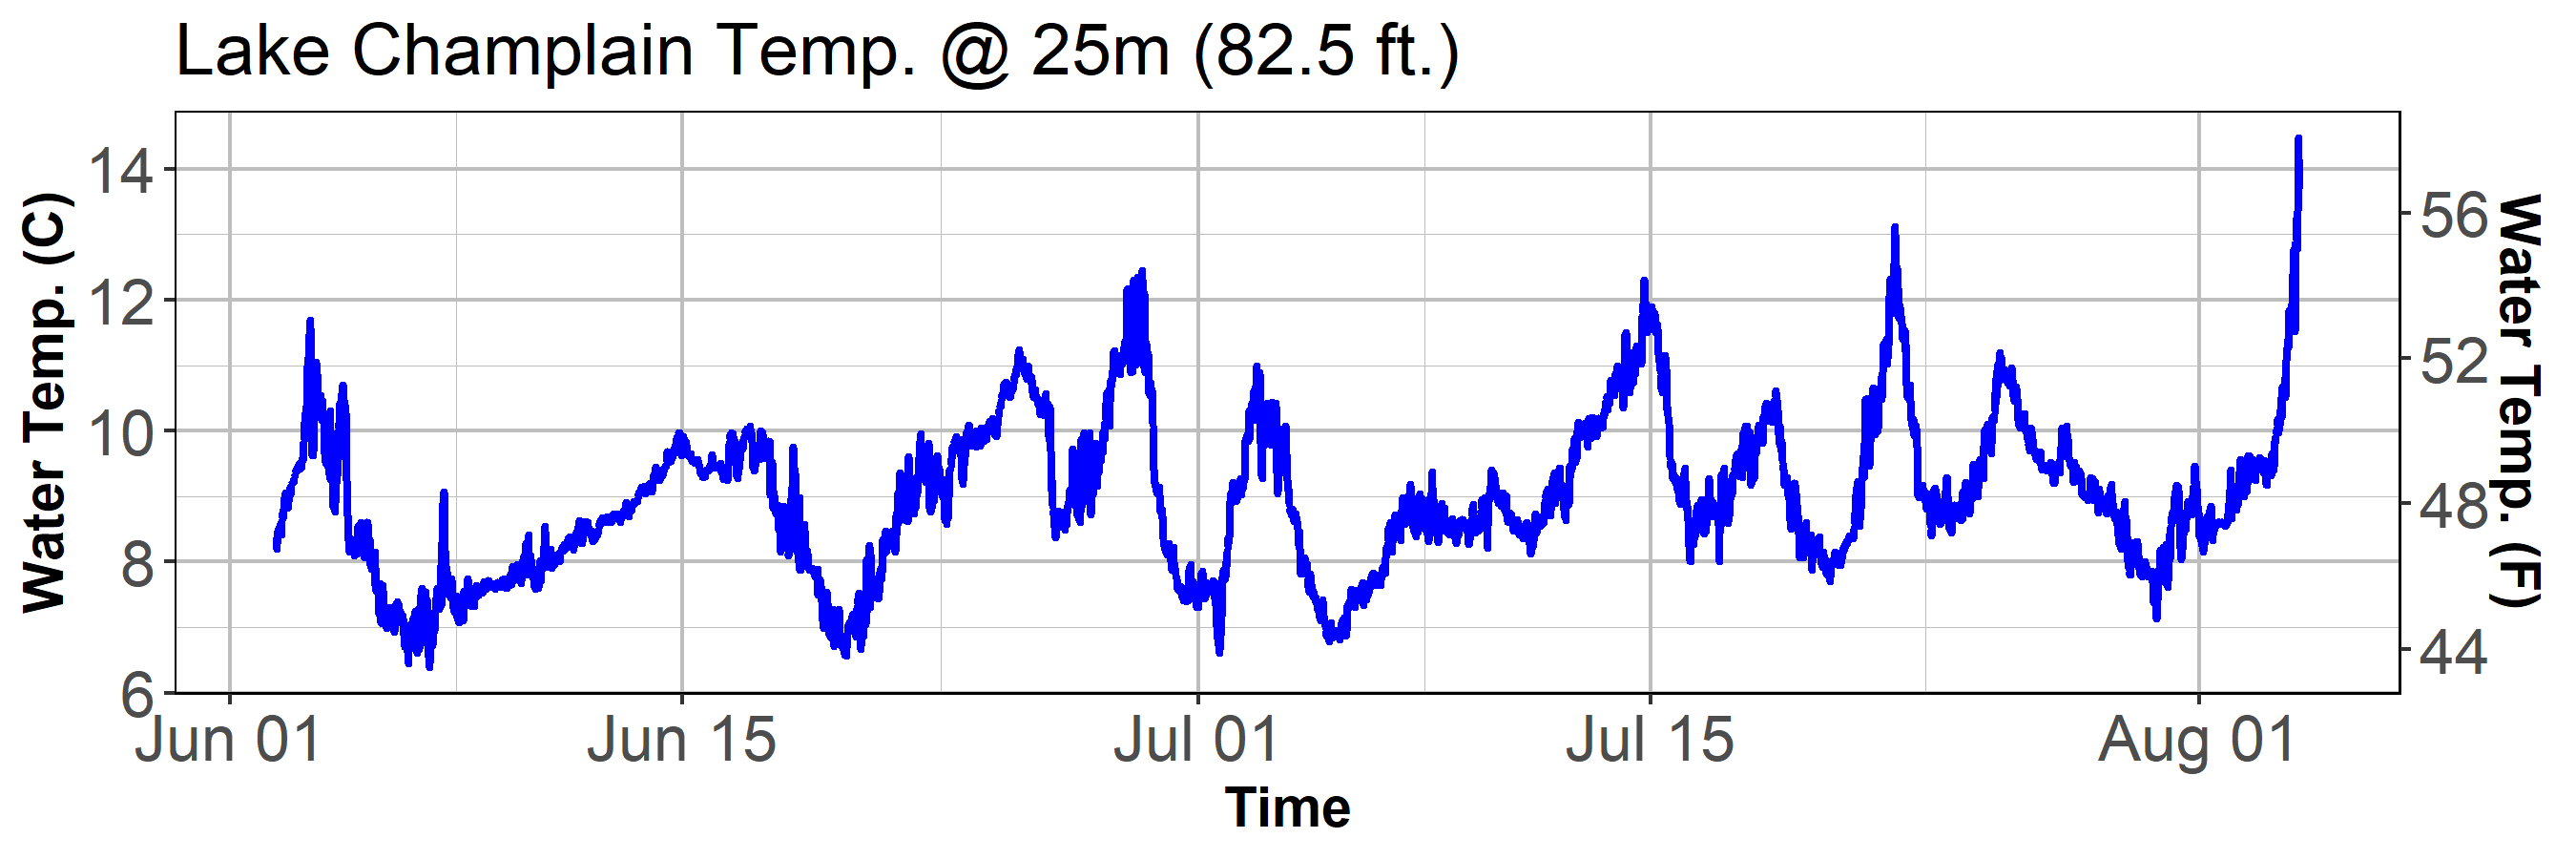 Lake Champlain Temp. @ 25m (82.5 ft.)
Water Temp. (C)
14
12
10
8
6
56
52
48
44
Water Temp. (F)
Jun 01 Jun 15 Jul 01 Jul 15 Aug 01
Time